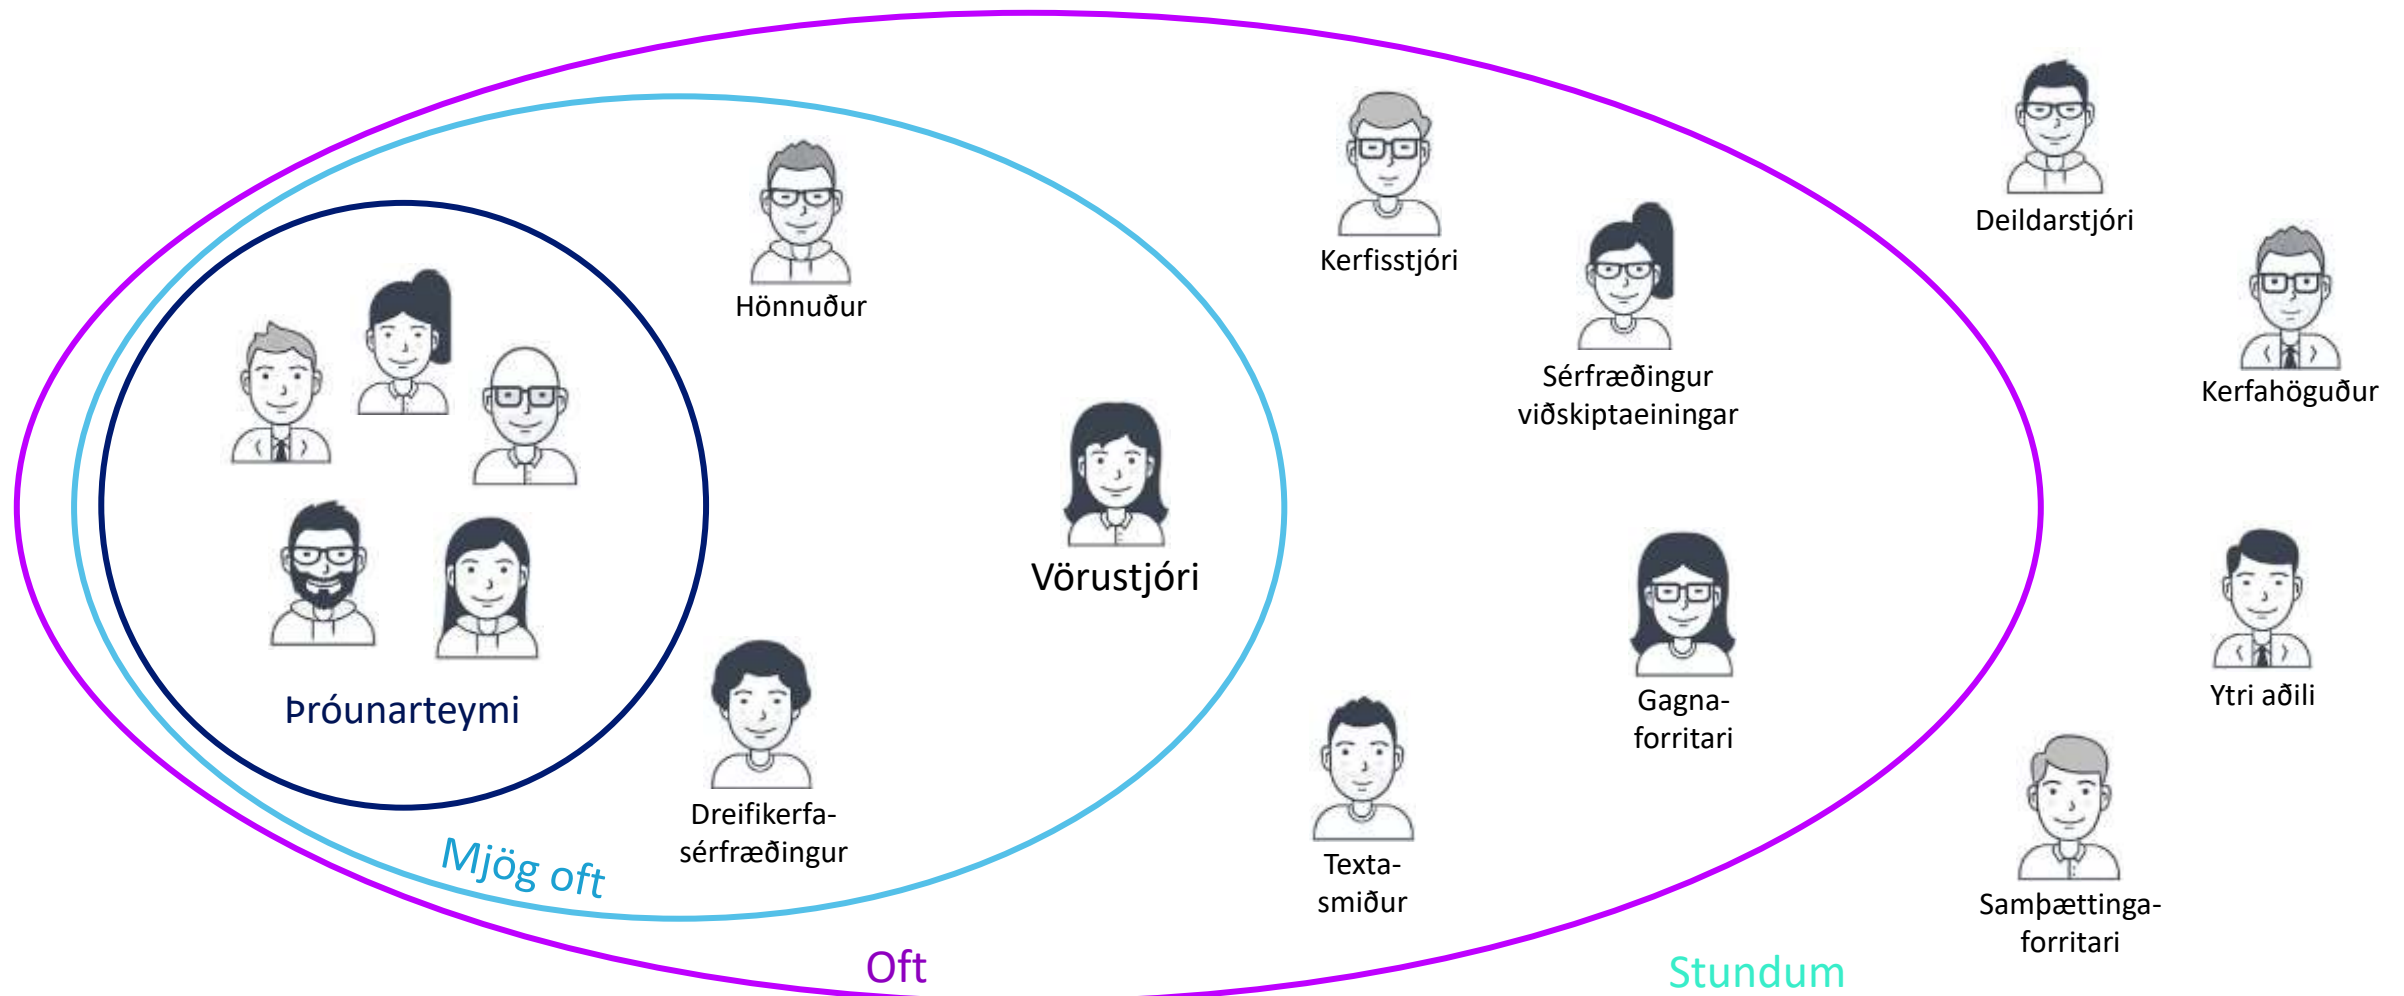 Deildarstjóri
Kerfisstjóri
Hönnuður
Sérfræðingur
viðskiptaeiningar
Kerfahöguður
Vörustjóri
Þróunarteymi
Gagna-
forritari
Ytri aðili
Dreifikerfa-
sérfræðingur
Texta-
smiður
Samþættinga-
forritari
Mjög oft
Oft
Stundum